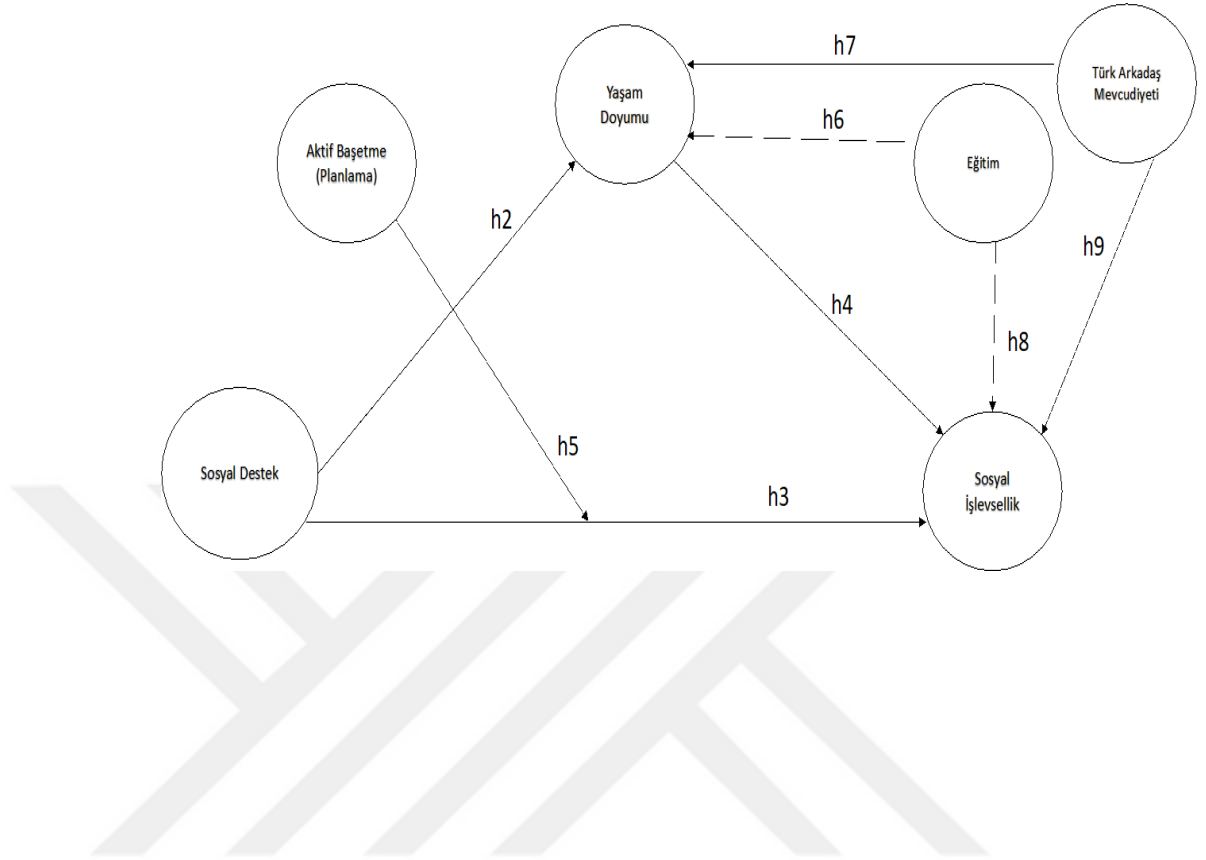 h7
Türk Arkadaş
Mevcudiyeti
Yaşam
Doyumu
h6
Aktif Başetme
(Planlama)
Eğitim
h2
h9
h4
h8
h5
Sosyal Destek
h3
Sosyal
İşlevsellik